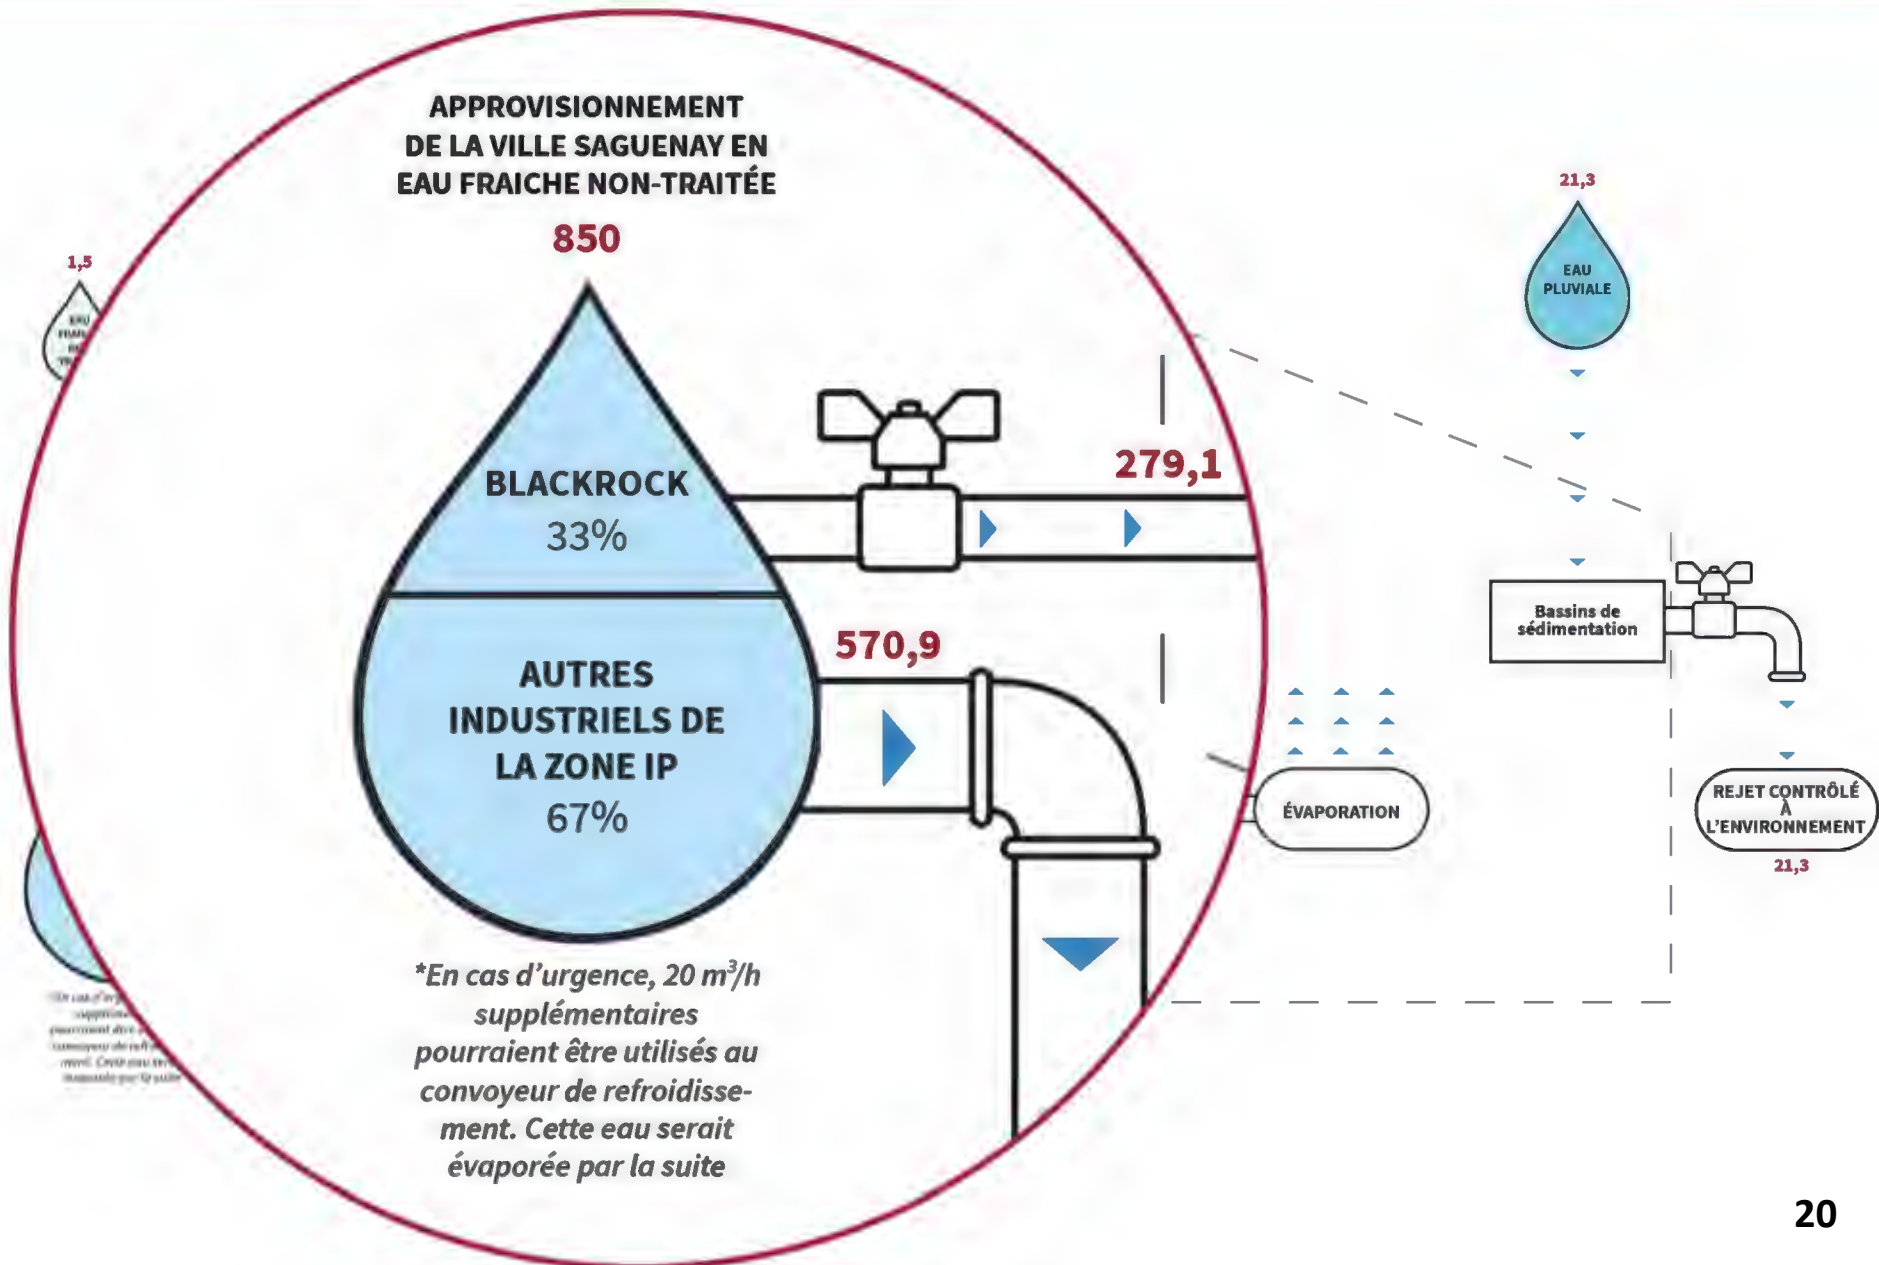 APPROVISIONNEMENT
DE LA VILLE SAGUENAY EN
EAU FRAICHE NON-TRAITÉE
850
1,5
EAU
BLACKROCK
33%
279,1
AUTRES
INDUSTRIELS DE
LA ZONE IP
67%
570,9
*En cas d'urgence, 20 m³/h
supplémentaires
pourraient être utilisés au
convoyeur de refroidisse-
ment. Cette eau serait
évaporée par la suite
21,3
EAU
PLUVIALE
Bassins de
sédimentation
ÉVAPORATION
REJET CONTRÔLÉ
À
L'ENVIRONNEMENT
21,3
20